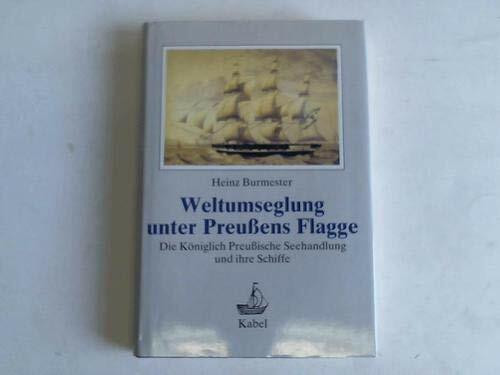 Heinz Burmester
Weltumseglung
unter Preußens Flagge
Die Königlich Preußische Seehandlung
und ihre Schiffe
Kabel